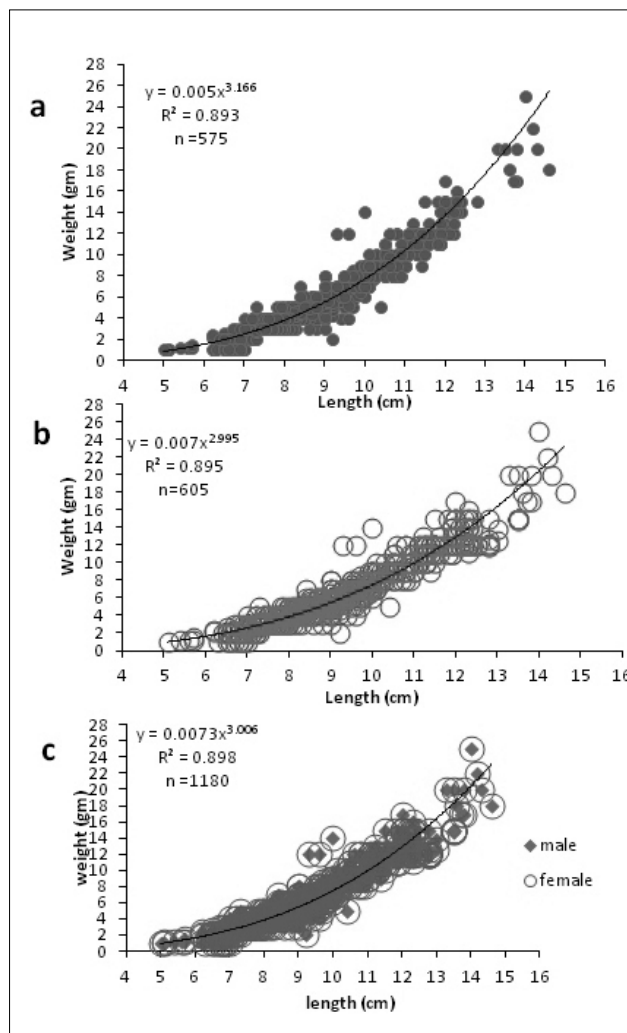 a
28
26
24
22
20
18
16
14
12
10
8
6
4
2
0
Weight (gm)
y = 0.005x^3.166
R² = 0.893
n =575
4 5 6 7 8 9 10 11 12 13 14 15 16
Length (cm)
b
28
26
24
22
20
18
16
14
12
10
8
6
4
2
0
Weight (gm)
y = 0.007x^2.995
R² = 0.895
n=605
4 5 6 7 8 9 10 11 12 13 14 15 16
Length (cm)
c
28
26
24
22
20
18
16
14
12
10
8
6
4
2
0
weight (gm)
y = 0.0073x^3.006
R² = 0.898
n=1180
male
female
4 5 6 7 8 9 10 11 12 13 14 15 16
length (cm)